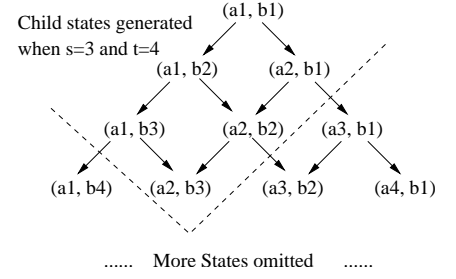 (a1, b1)
Child states generated
when s=3 and t=4
(a1, b2) (a2, b1)
(a1, b3) (a2, b2) (a3, b1)
(a1, b4) (a2, b3) (a3, b2) (a4, b1)
...... More States omitted ......